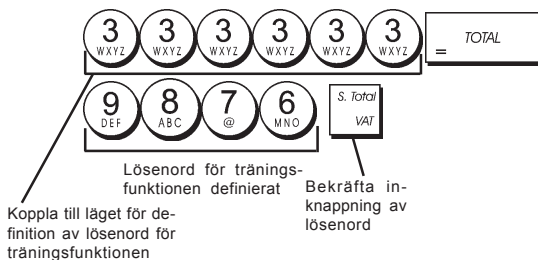 3 3 3 3 3 3 TOTAL
WXYZ WXYZ WXYZ WXYZ WXYZ WXYZ =
9 8 7 6 S. Total
DEF ABC @ MNO VAT
Lösenord för tränings-
funktionen definierat
Bekräfta in-
knappning av
lösenord
Koppla till läget för de-
finition av lösenord för
träningsfunktionen